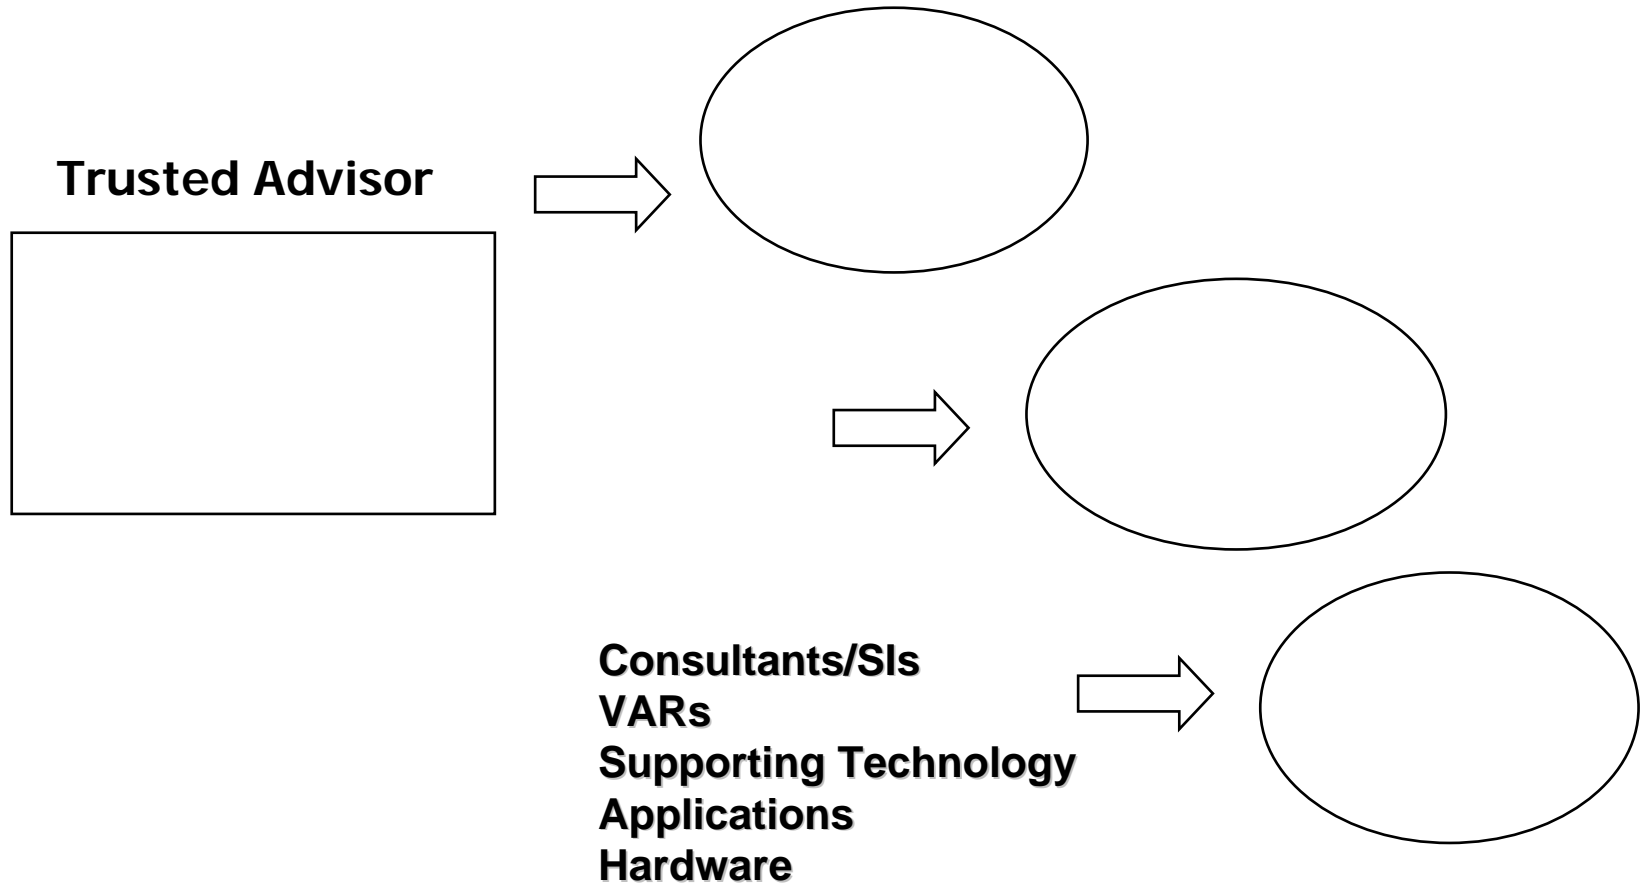 Trusted Advisor
Consultants/SIs
VARs
Supporting Technology
Applications
Hardware